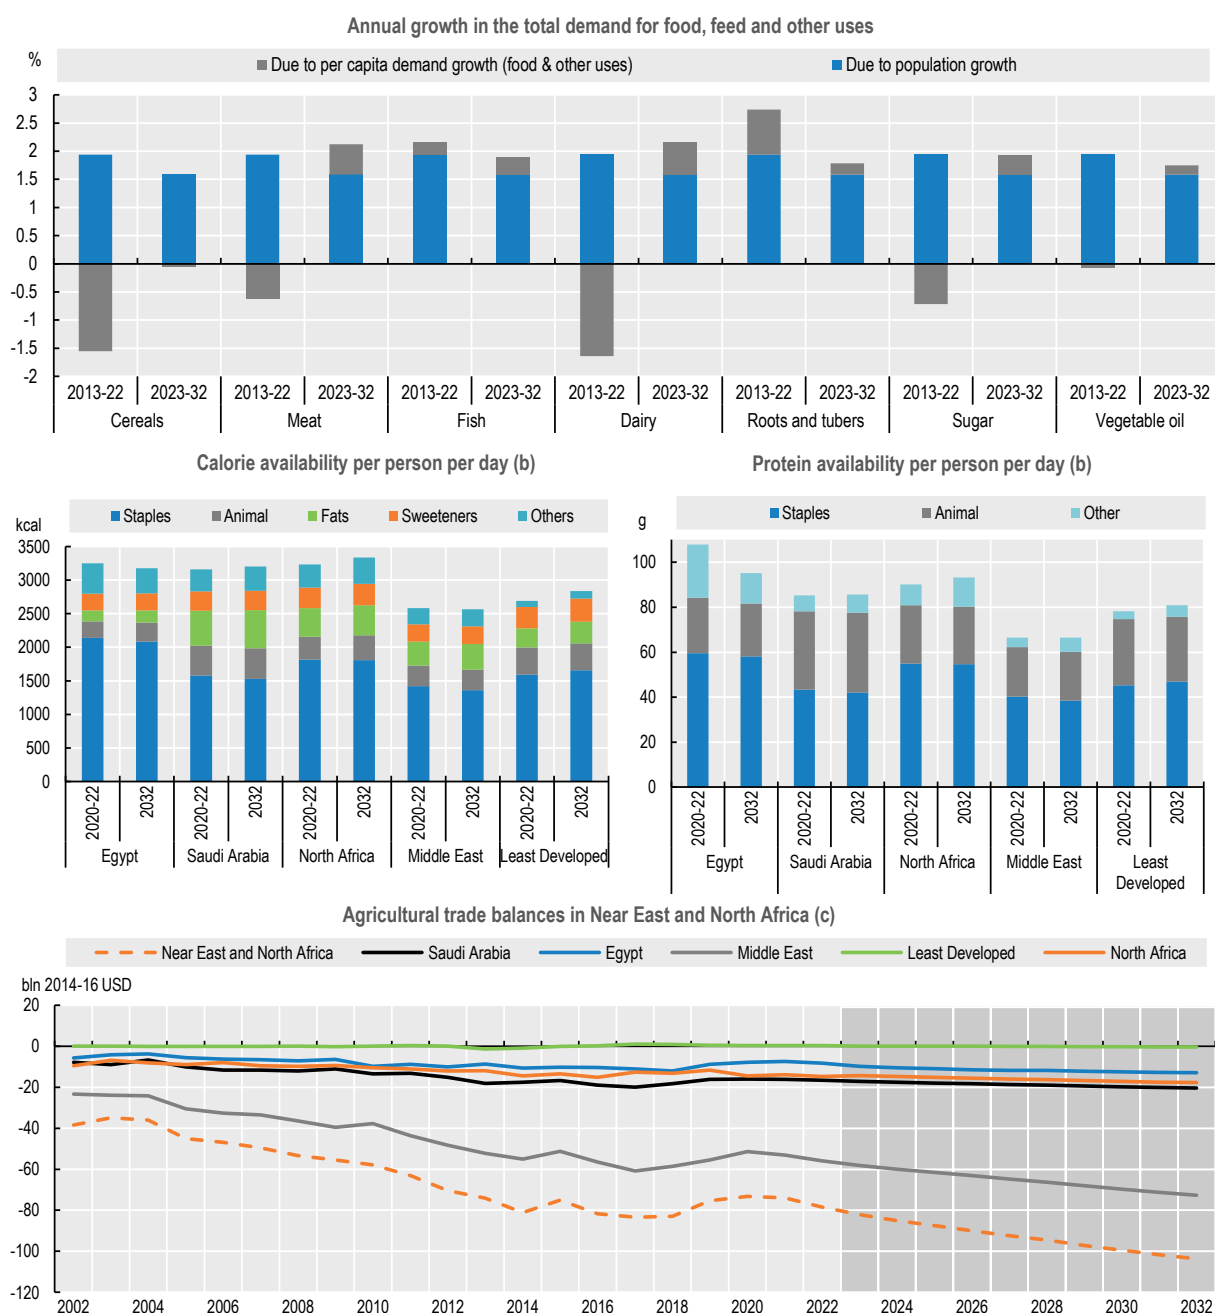 Annual growth in the total demand for food, feed and other uses
%
Due to per capita demand growth (food & other uses) Due to population growth
3
2.5
2
1.5
1
0.5
0
-0.5
-1
-1.5
-2
2013-22 2023-32 2013-22 2023-32 2013-22 2023-32 2013-22 2023-32 2013-22 2023-32 2013-22 2023-32 2013-22 2023-32
Cereals Meat Fish Dairy Roots and tubers Sugar Vegetable oil
Calorie availability per person per day (b)
kcal
Staples Animal Fats Sweeteners Others
3500
3000
2500
2000
1500
1000
500
0
2020-22 2032 2020-22 2032 2020-22 2032 2020-22 2032 2020-22 2032
Egypt Saudi Arabia North Africa Middle East Least Developed
Protein availability per person per day (b)
g
Staples Animal Other
100
80
60
40
20
0
2020-22 2032 2020-22 2032 2020-22 2032 2020-22 2032 2020-22 2032
Egypt Saudi Arabia North Africa Middle East Least
Developed
Agricultural trade balances in Near East and North Africa (c)
Near East and North Africa Saudi Arabia Egypt Middle East Least Developed North Africa
bln 2014-16 USD
20
0
-20
-40
-60
-80
-100
-120
2002 2004 2006 2008 2010 2012 2014 2016 2018 2020 2022 2024 2026 2028 2030 2032